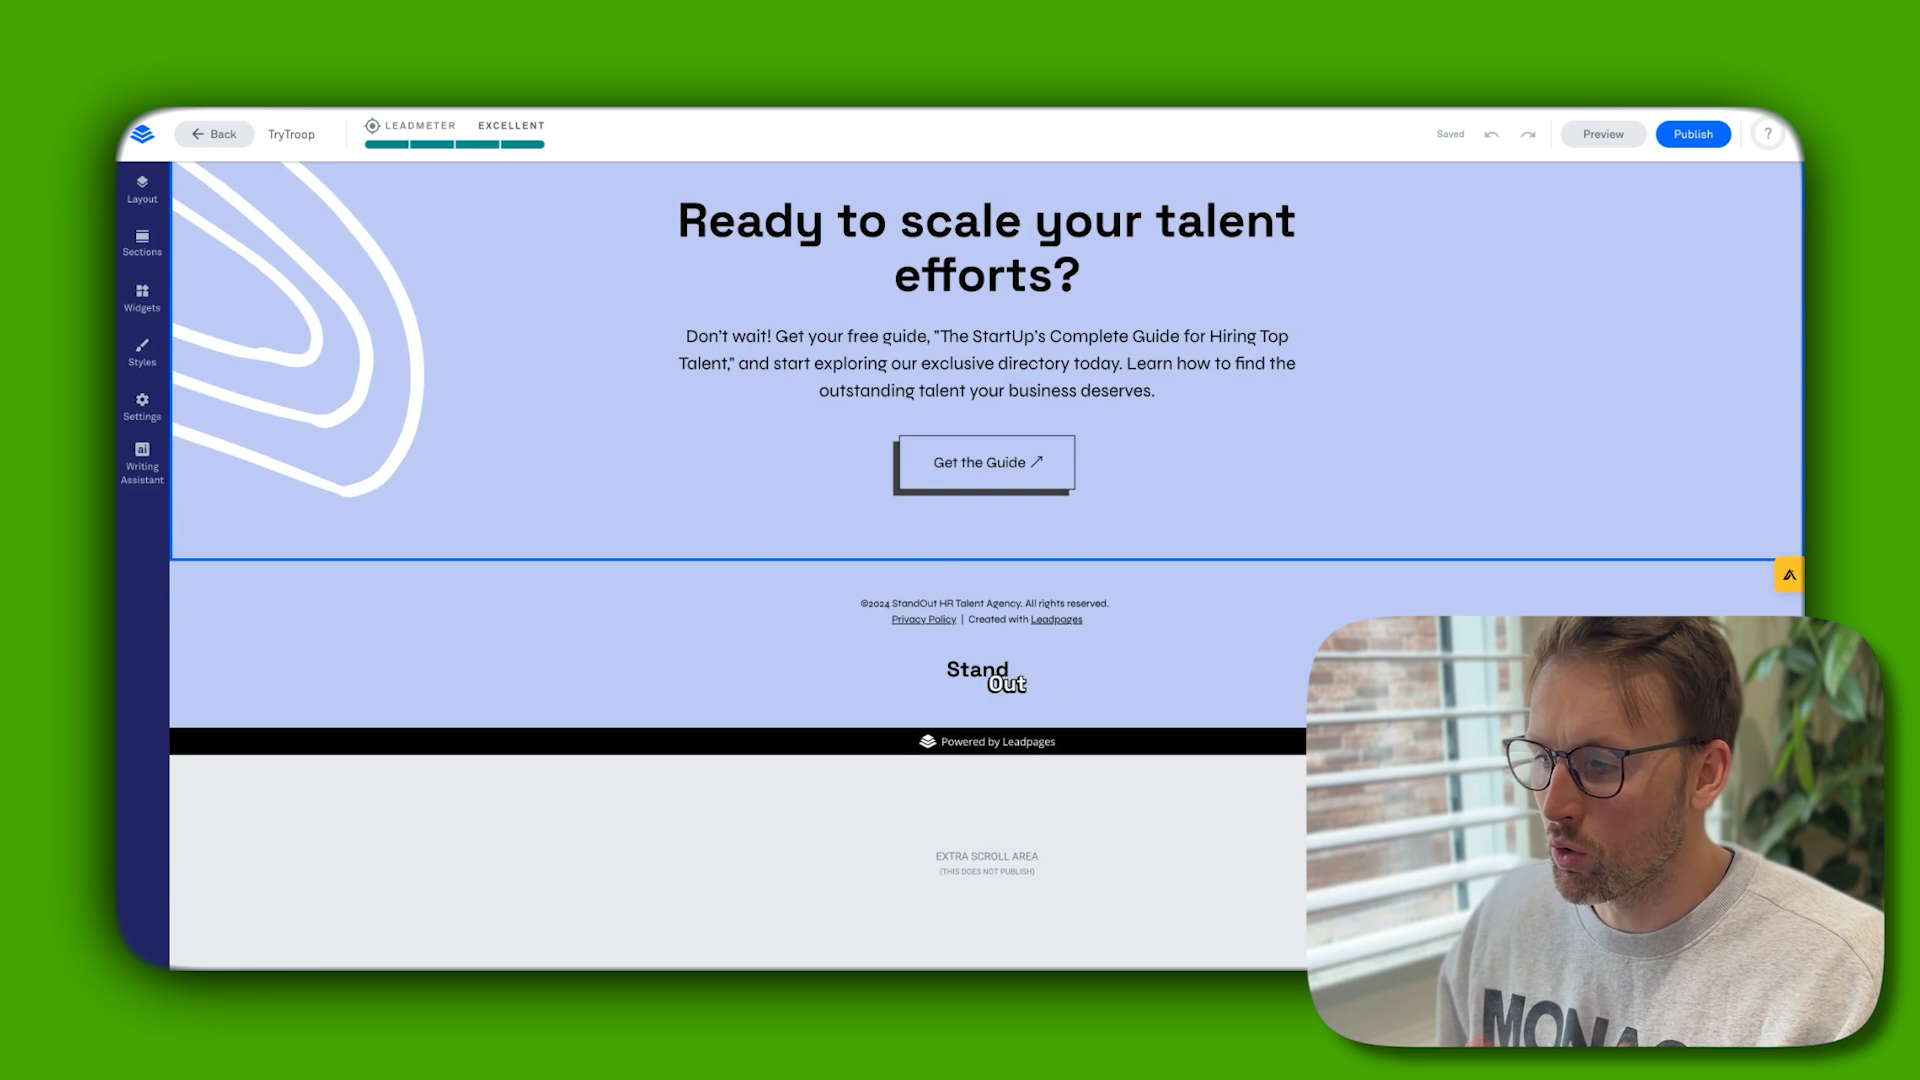 Back
TryTroop
LEADMETER EXCELLENT
Saved
Preview
Publish
?
Layout
Sections
Widgets
Styles
Settings
ai
Writing
Assistant
Ready to scale your talent
efforts?
Don't wait! Get your free guide, "The StartUp's Complete Guide for Hiring Top
Talent," and start exploring our exclusive directory today. Learn how to find the
outstanding talent your business deserves.
Get the Guide ↗
©2024 StandOut HR Talent Agency. All rights reserved.
Privacy Policy | Created with Leadpages
Stand
Out
Powered by Leadpages
EXTRA SCROLL AREA
(THIS DOES NOT PUBLISH)